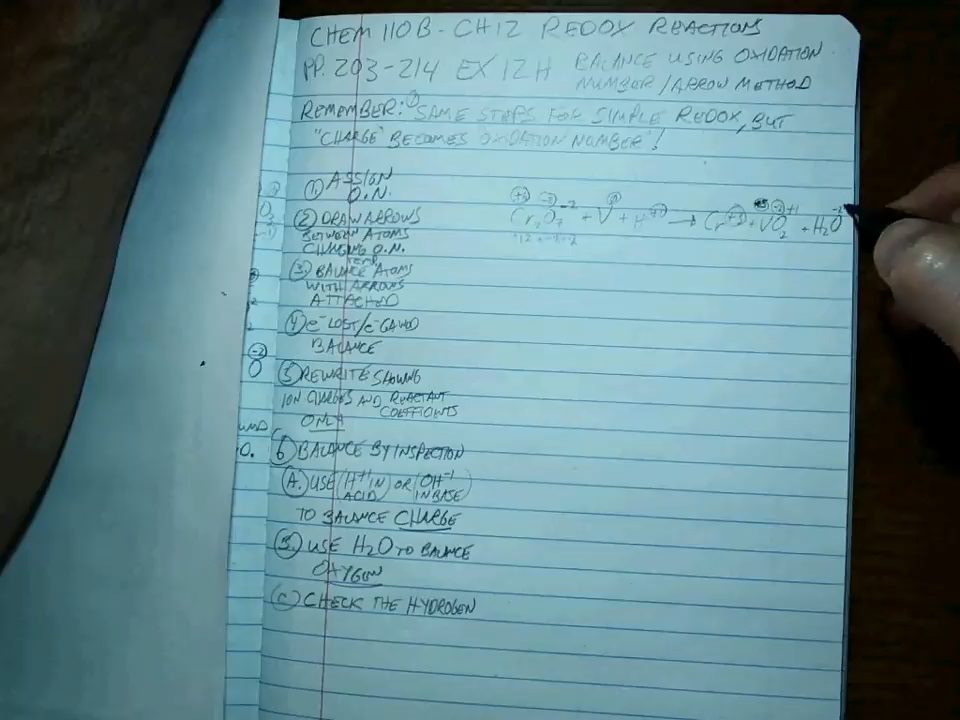 CHEM 110B - CH12 REDOX REACTIONS
PP. 203-214 EX 12H BALANCE USING OXIDATION
NUMBER/ARROW METHOD
REMEMBER: SAME STEPS FOR SIMPLE REDOX, BUT
"CHARGE" BECOMES OXIDATION NUMBER!
① ASSIGN
O.N.
Cr2O7-2 + V + H+1 → Cr+3 + VO2+1 + H2O
② DRAW ARROWS
BETWEEN ATOMS
CHANGING O.N.
③ BALANCE ATOMS
WITH ARROWS
ATTACHED
④ e- LOST/e- GAINED
BALANCE
⑤ REWRITE SHOWING
ION CHARGES AND REACTANT
COEFFICIENTS
ONLY
⑥ BALANCE BY INSPECTION
A. USE (H+1 IN ACID) OR (OH-1 IN BASE)
TO BALANCE CHARGE
B. USE H2O TO BALANCE
OXYGEN
C CHECK THE HYDROGEN